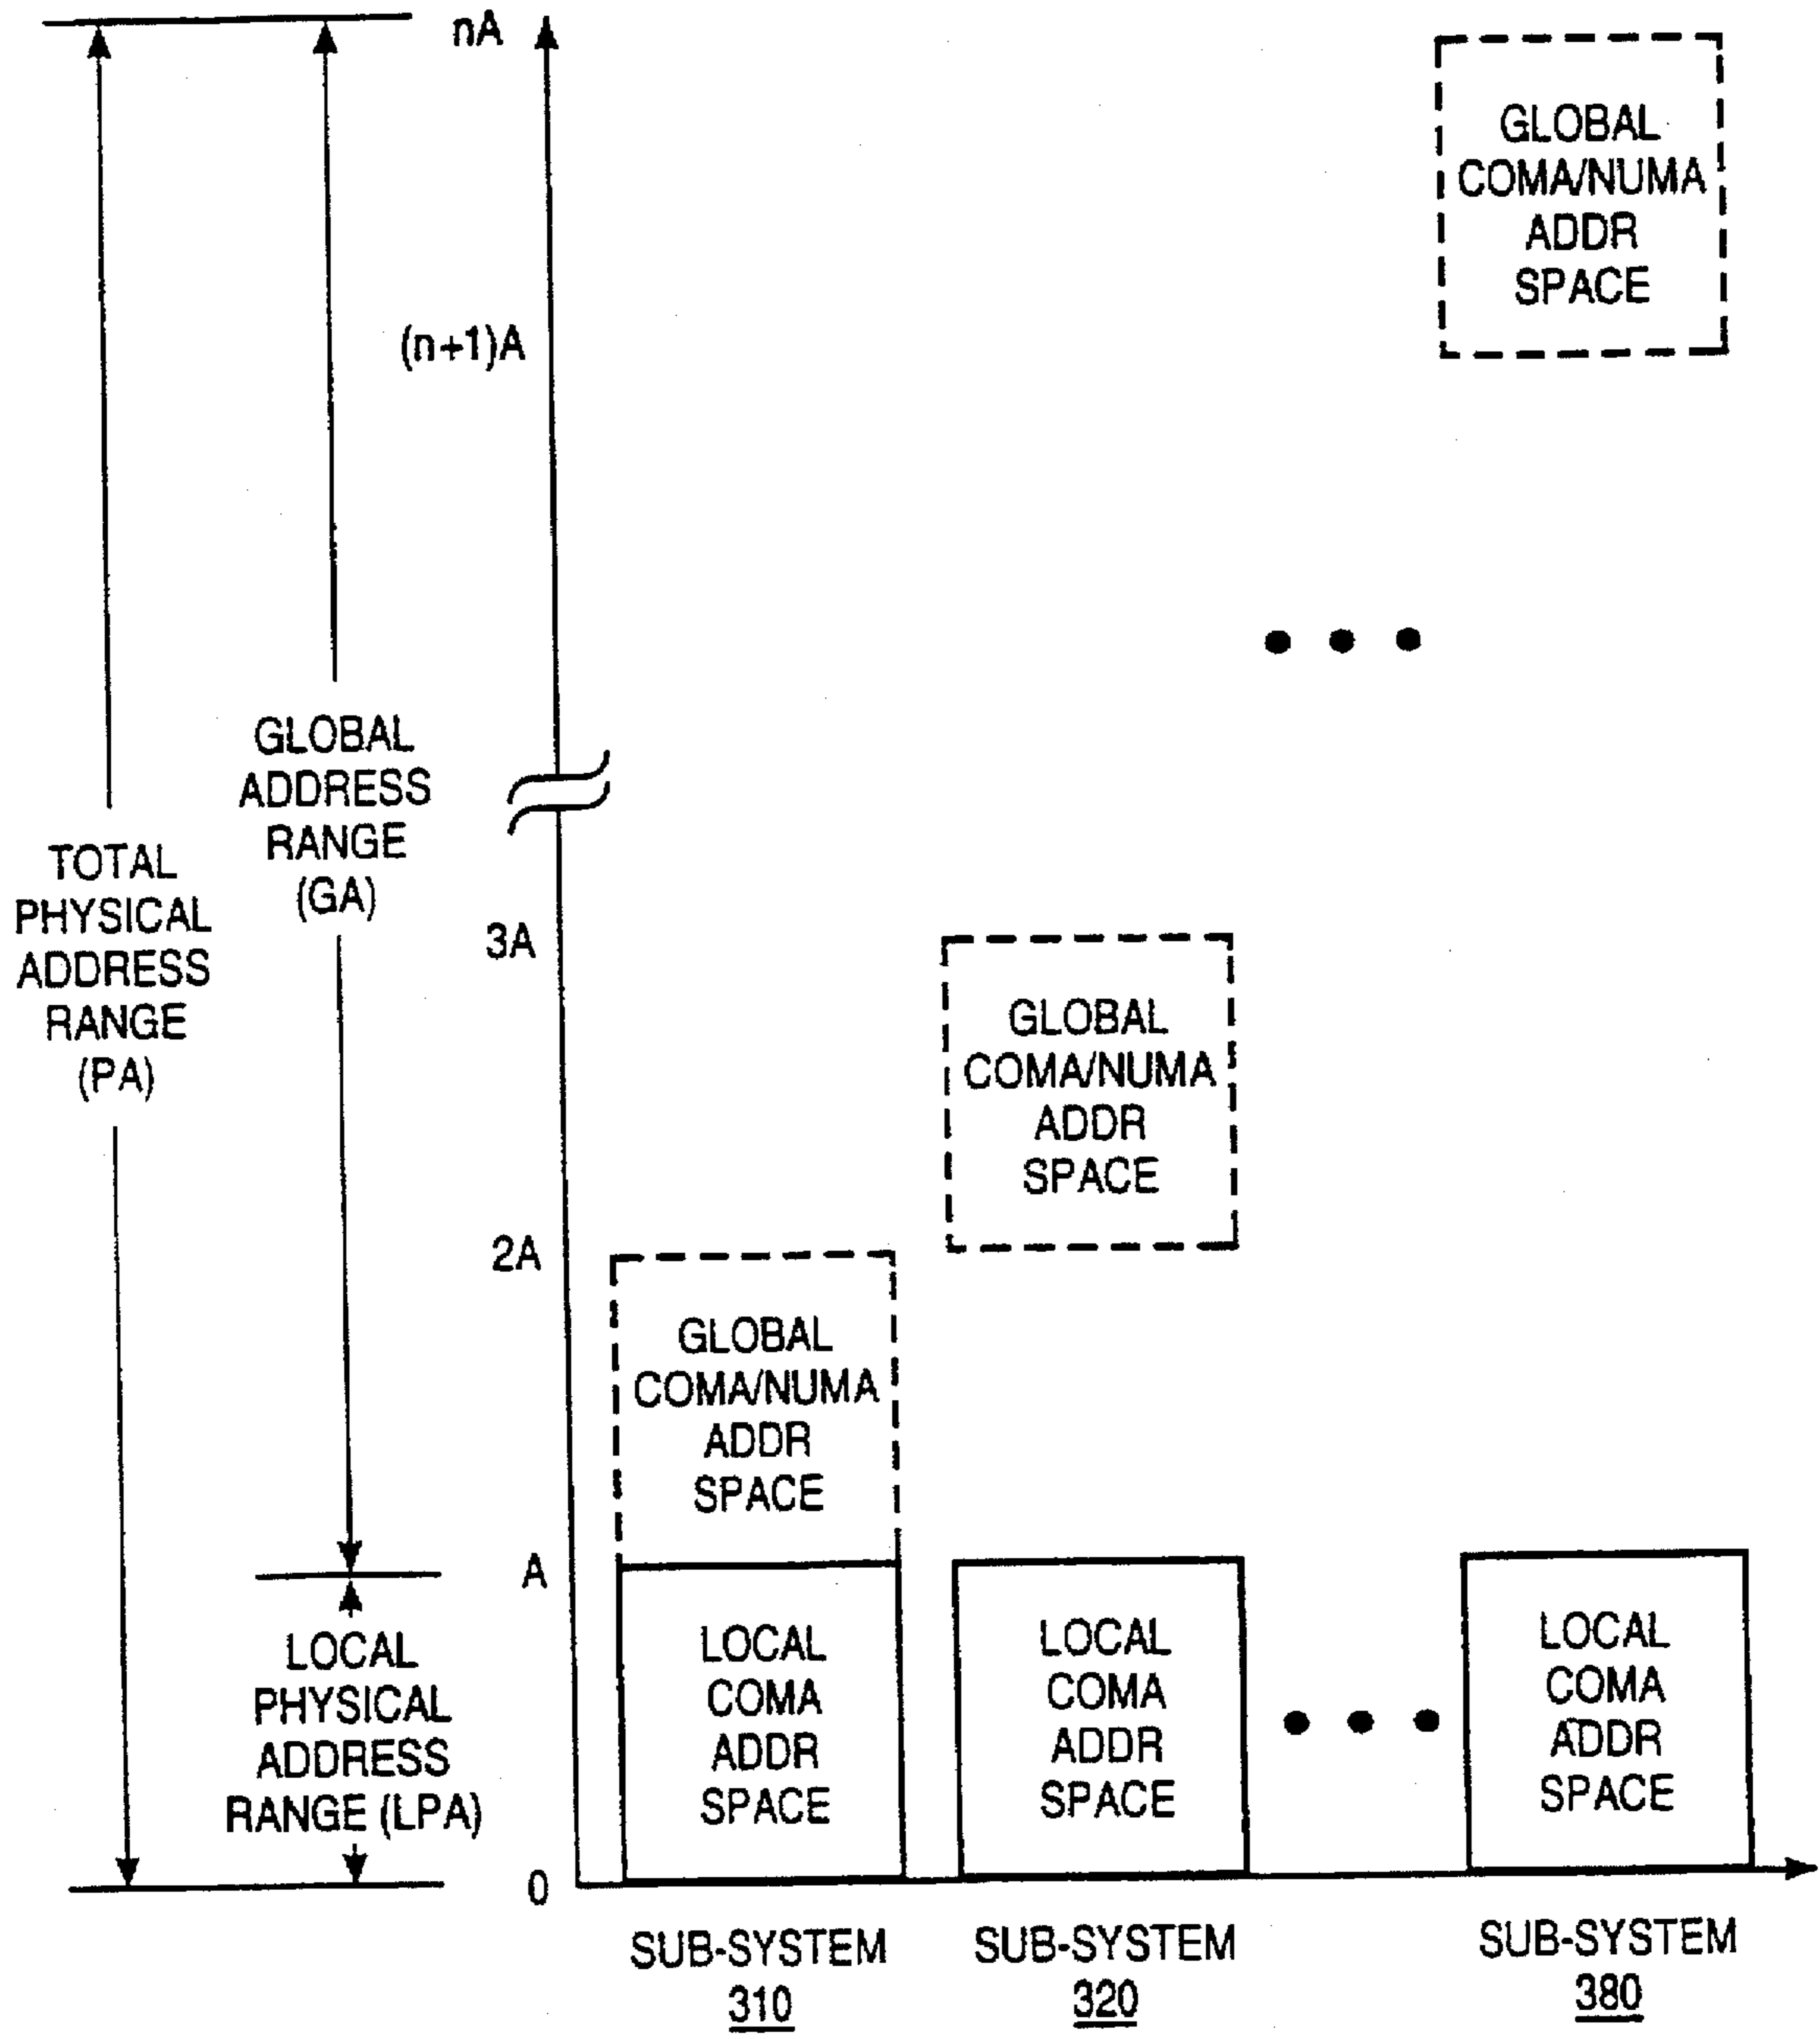 nA
GLOBAL
COMA/NUMA
ADDR
SPACE
(n+1)A
GLOBAL
ADDRESS
RANGE
(GA)
TOTAL
PHYSICAL
ADDRESS
RANGE
(PA)
3A
GLOBAL
COMA/NUMA
ADDR
SPACE
2A
GLOBAL
COMA/NUMA
ADDR
SPACE
A
LOCAL
PHYSICAL
ADDRESS
RANGE (LPA)
LOCAL
COMA
ADDR
SPACE
LOCAL
COMA
ADDR
SPACE
LOCAL
COMA
ADDR
SPACE
0
SUB-SYSTEM
310
SUB-SYSTEM
320
SUB-SYSTEM
380